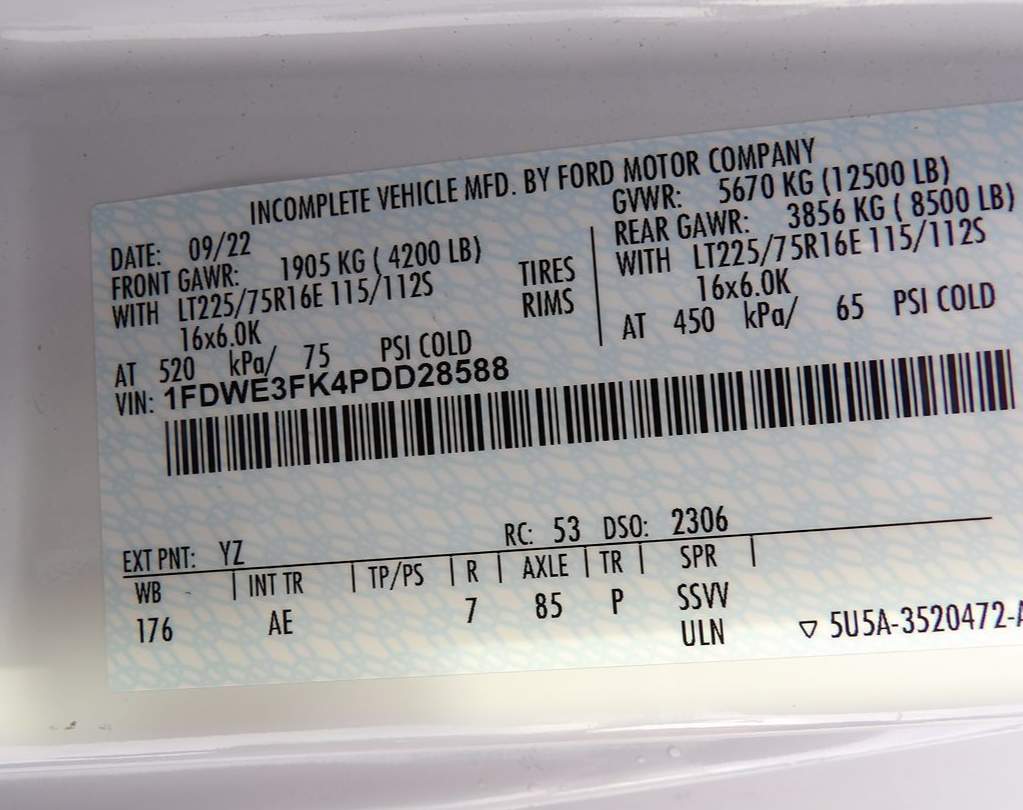 INCOMPLETE VEHICLE MFD. BY FORD MOTOR COMPANY
DATE: 09/22
GVWR: 5670 KG (12500 LB)
FRONT GAWR: 1905 KG ( 4200 LB)
REAR GAWR: 3856 KG ( 8500 LB)
WITH LT225/75R16E 115/112S TIRES WITH LT225/75R16E 115/112S
16x6.0K RIMS 16x6.0K
AT 520 kPa/ 75 PSI COLD AT 450 kPa/ 65 PSI COLD
VIN: 1FDWE3FK4PDD28588
EXT PNT: YZ RC: 53 DSO: 2306
WB | INT TR | TP/PS | R | AXLE | TR | SPR |
176 AE 7 85 P SSVV
ULN ▽ 5U5A-3520472-A